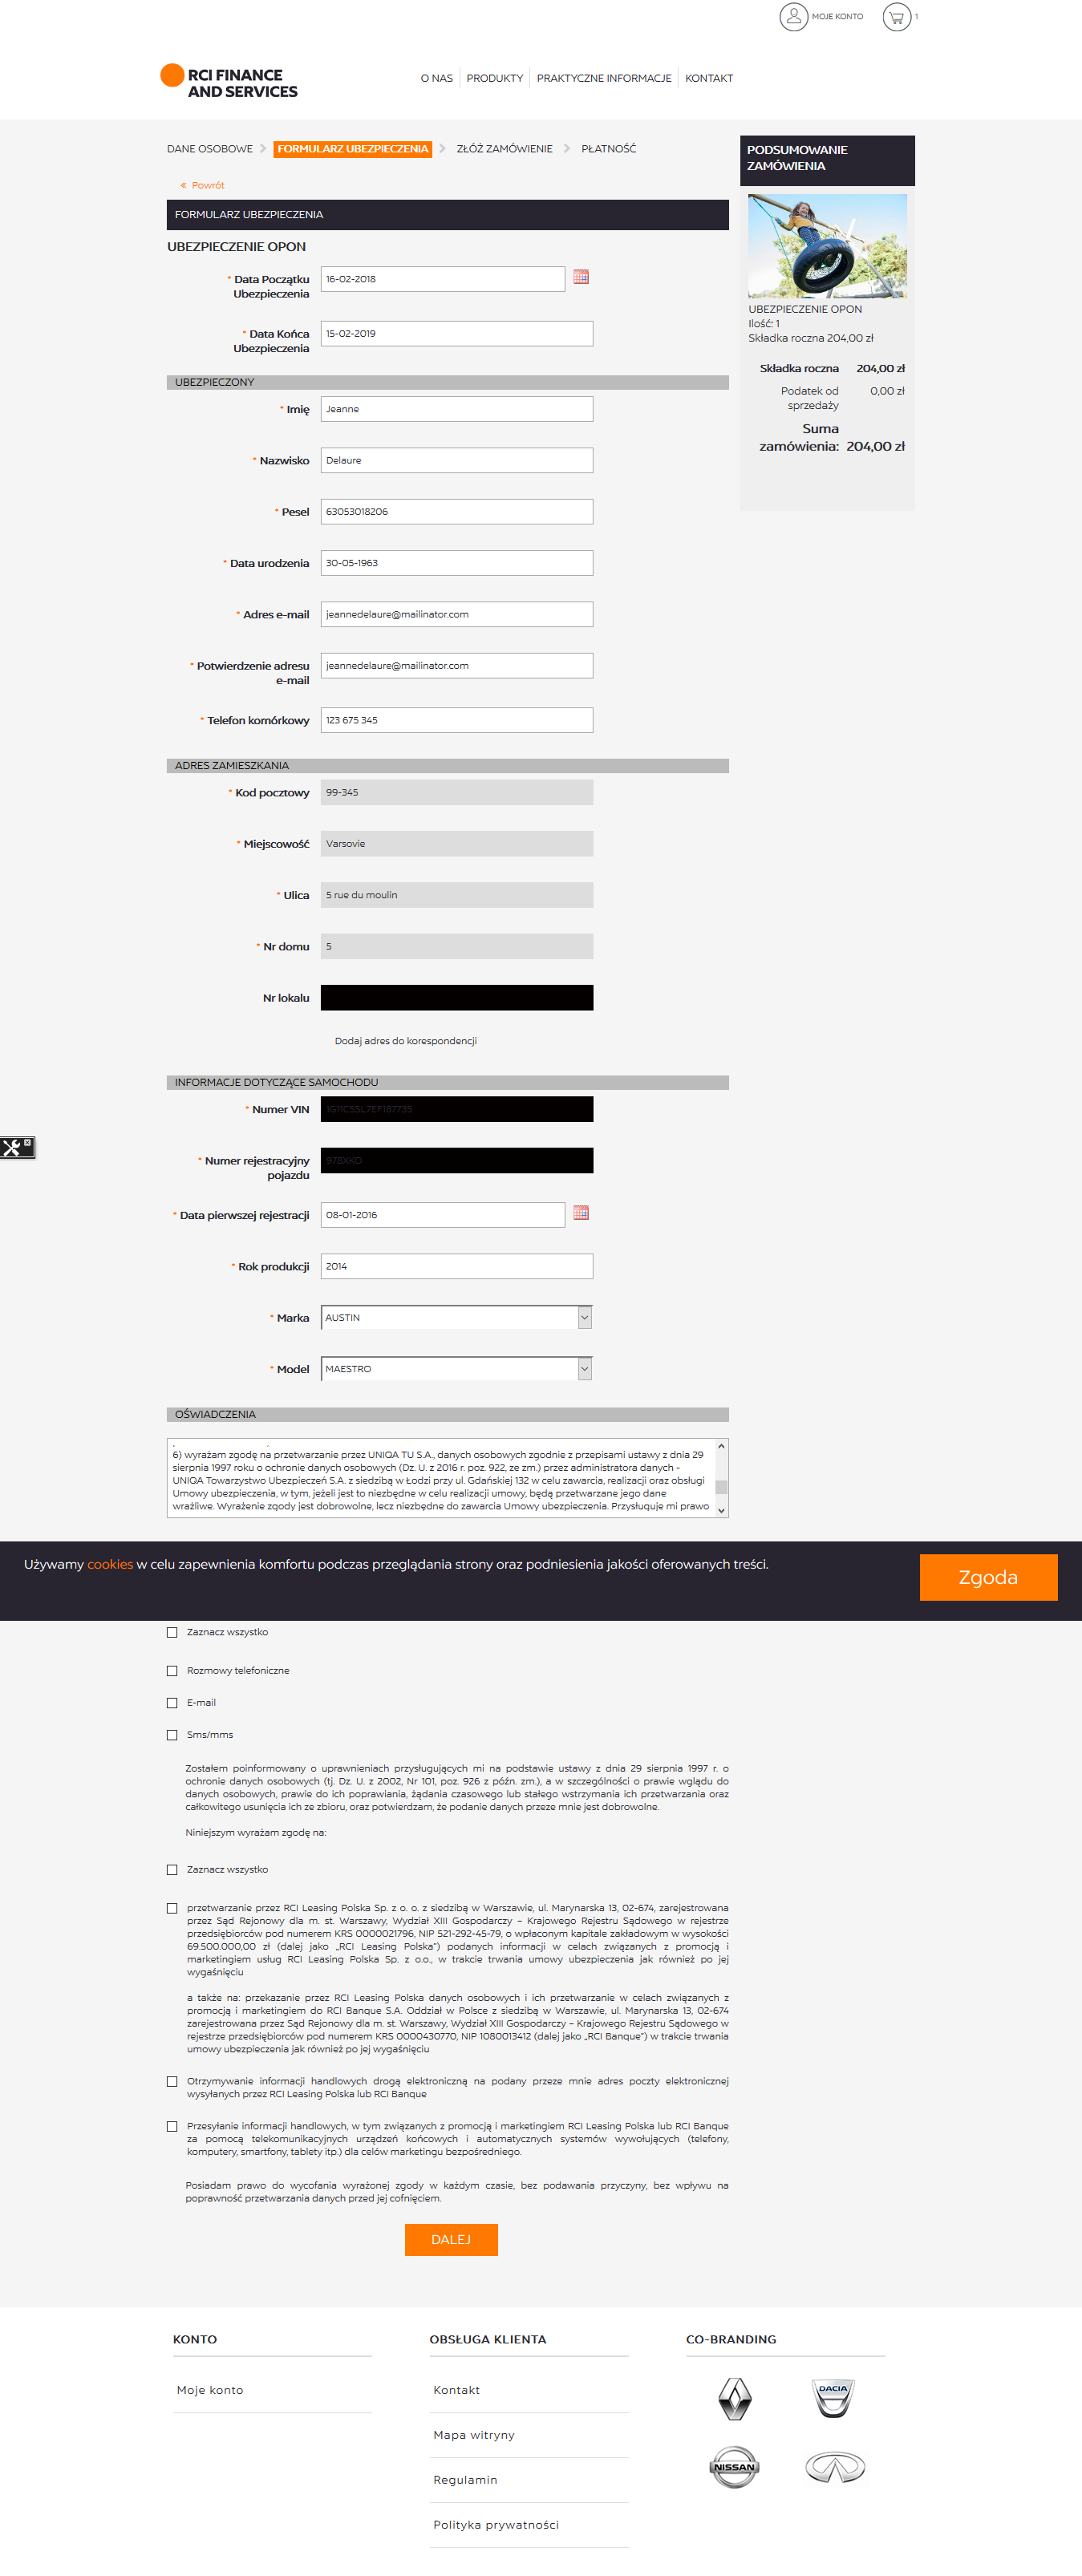 MOJE KONTO
1
RCI FINANCE
AND SERVICES
O NAS
PRODUKTY
PRAKTYCZNE INFORMACJE
KONTAKT
DANE OSOBOWE
FORMULARZ UBEZPIECZENIA
ZŁÓŻ ZAMÓWIENIE
PŁATNOŚĆ
« Powrót
FORMULARZ UBEZPIECZENIA
UBEZPIECZENIE OPON
* Data Początku
Ubezpieczenia
16-02-2018
* Data Końca
Ubezpieczenia
15-02-2019
UBEZPIECZONY
* Imię
Jeanne
* Nazwisko
Delaure
* Pesel
63053018206
* Data urodzenia
30-05-1963
* Adres e-mail
jeannedelaure@mailinator.com
* Potwierdzenie adresu
e-mail
jeannedelaure@mailinator.com
* Telefon komórkowy
123 675 345
ADRES ZAMIESZKANIA
* Kod pocztowy
99-345
* Miejscowość
Varsovie
* Ulica
5 rue du moulin
* Nr domu
5
Nr lokalu
Dodaj adres do korespondencji
INFORMACJE DOTYCZĄCE SAMOCHODU
* Numer VIN
1G11C5SL7EF187735
* Numer rejestracyjny
pojazdu
978XKO
* Data pierwszej rejestracji
08-01-2016
* Rok produkcji
2014
* Marka
AUSTIN
* Model
MAESTRO
OŚWIADCZENIA
6) wyrażam zgodę na przetwarzanie przez UNIQA TU S.A., danych osobowych zgodnie z przepisami ustawy z dnia 29
sierpnia 1997 roku o ochronie danych osobowych (Dz. U. z 2016 r. poz. 922, ze zm.) przez administratora danych -
UNIQA Towarzystwo Ubezpieczeń S.A. z siedzibą w Łodzi przy ul. Gdańskiej 132 w celu zawarcia, realizacji oraz obsługi
Umowy ubezpieczenia, w tym, jeżeli jest to niezbędne w celu realizacji umowy, będą przetwarzane jego dane
wrażliwe. Wyrażenie zgody jest dobrowolne, lecz niezbędne do zawarcia Umowy ubezpieczenia. Przysługuje mi prawo
Używamy cookies w celu zapewnienia komfortu podczas przeglądania strony oraz podniesienia jakości oferowanych treści.
Zgoda
Zaznacz wszystko
Rozmowy telefoniczne
E-mail
Sms/mms
Zostałem poinformowany o uprawnieniach przysługujących mi na podstawie ustawy z dnia 29 sierpnia 1997 r. o
ochronie danych osobowych (tj. Dz. U. z 2002, Nr 101, poz. 926 z późn. zm.), a w szczególności o prawie wglądu do
danych osobowych, prawie do ich poprawiania, żądania czasowego lub stałego wstrzymania ich przetwarzania oraz
całkowitego usunięcia ich ze zbioru, oraz potwierdzam, że podanie danych przeze mnie jest dobrowolne.
Niniejszym wyrażam zgodę na:
Zaznacz wszystko
przetwarzanie przez RCI Leasing Polska Sp. z o. o. z siedzibą w Warszawie, ul. Marynarska 13, 02-674, zarejestrowana
przez Sąd Rejonowy dla m. st. Warszawy, Wydział XIII Gospodarczy – Krajowego Rejestru Sądowego w rejestrze
przedsiębiorców pod numerem KRS 0000021796, NIP 521-292-45-79, o wpłaconym kapitale zakładowym w wysokości
69.500.000,00 zł (dalej jako „RCI Leasing Polska”) podanych informacji w celach związanych z promocją i
marketingiem usług RCI Leasing Polska Sp. z o.o., w trakcie trwania umowy ubezpieczenia jak również po jej
wygaśnięciu
a także na: przekazanie przez RCI Leasing Polska danych osobowych i ich przetwarzanie w celach związanych z
promocją i marketingiem do RCI Banque S.A. Oddział w Polsce z siedzibą w Warszawie, ul. Marynarska 13, 02-674
zarejestrowana przez Sąd Rejonowy dla m. st. Warszawy, Wydział XIII Gospodarczy – Krajowego Rejestru Sądowego w
rejestrze przedsiębiorców pod numerem KRS 0000430770, NIP 1080013412 (dalej jako „RCI Banque”) w trakcie trwania
umowy ubezpieczenia jak również po jej wygaśnięciu
Otrzymywanie informacji handlowych drogą elektroniczną na podany przeze mnie adres poczty elektronicznej
wysyłanych przez RCI Leasing Polska lub RCI Banque
Przesyłanie informacji handlowych, w tym związanych z promocją i marketingiem RCI Leasing Polska lub RCI Banque
za pomocą telekomunikacyjnych urządzeń końcowych i automatycznych systemów wywołujących (telefony,
komputery, smartfony, tablety itp.) dla celów marketingu bezpośredniego.
Posiadam prawo do wycofania wyrażonej zgody w każdym czasie, bez podawania przyczyny, bez wpływu na
poprawność przetwarzania danych przed jej cofnięciem.
DALEJ
PODSUMOWANIE
ZAMÓWIENIA
UBEZPIECZENIE OPON
Ilość: 1
Składka roczna 204,00 zł
Składka roczna 204,00 zł
Podatek od
sprzedaży
0,00 zł
Suma
zamówienia: 204,00 zł
KONTO
Moje konto
OBSŁUGA KLIENTA
Kontakt
Mapa witryny
Regulamin
Polityka prywatności
CO-BRANDING
DACIA
NISSAN